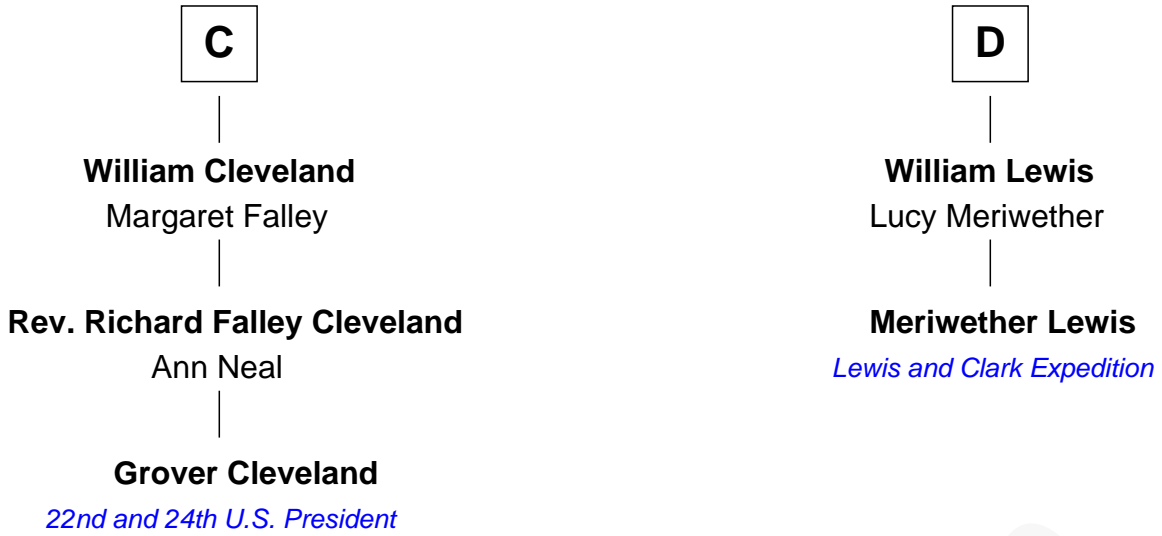 C
William Cleveland
Margaret Falley
Rev. Richard Falley Cleveland
Ann Neal
Grover Cleveland
22nd and 24th U.S. President
D
William Lewis
Lucy Meriwether
Meriwether Lewis
Lewis and Clark Expedition